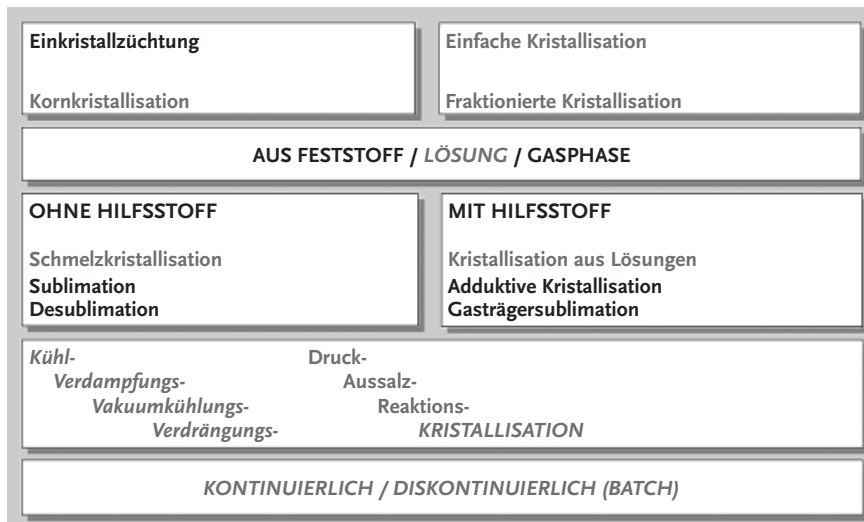 Einkristallzüchtung
Kornkristallisation
Einfache Kristallisation
Fraktionierte Kristallisation
AUS FESTSTOFF / LÖSUNG / GASPHASE
OHNE HILFSSTOFF
Schmelzkristallisation
Sublimation
Desublimation
MIT HILFSSTOFF
Kristallisation aus Lösungen
Adduktive Kristallisation
Gasträgersublimation
Kühl-
Verdampfungs-
Vakuumkühlungs-
Verdrängungs-
Druck-
Aussalz-
Reaktions-
KRISTALLISATION
KONTINUIERLICH / DISKONTINUIERLICH (BATCH)